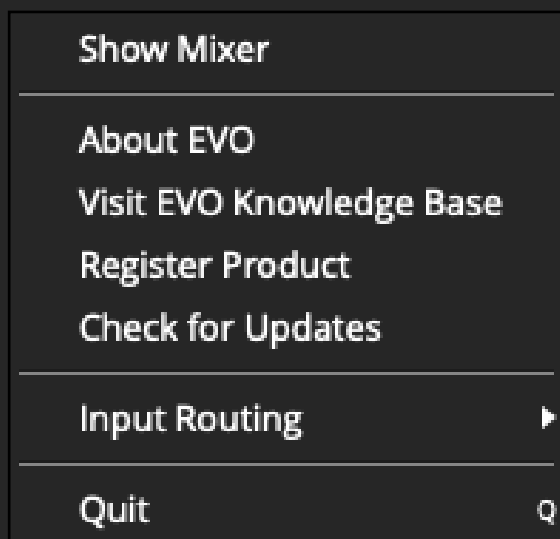 Show Mixer
About EVO
Visit EVO Knowledge Base
Register Product
Check for Updates
Input Routing
Quit Q